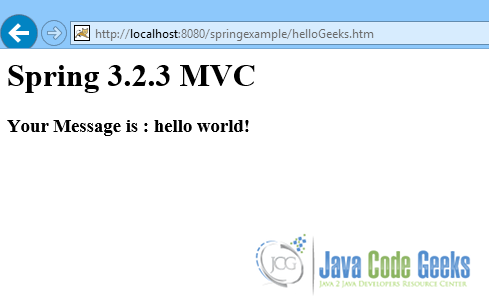 http://localhost:8080/springexample/helloGeeks.htm
Spring 3.2.3 MVC
Your Message is : hello world!
JCG
Java Code Geeks
JAVA 2 JAVA DEVELOPERS RESOURCE CENTER